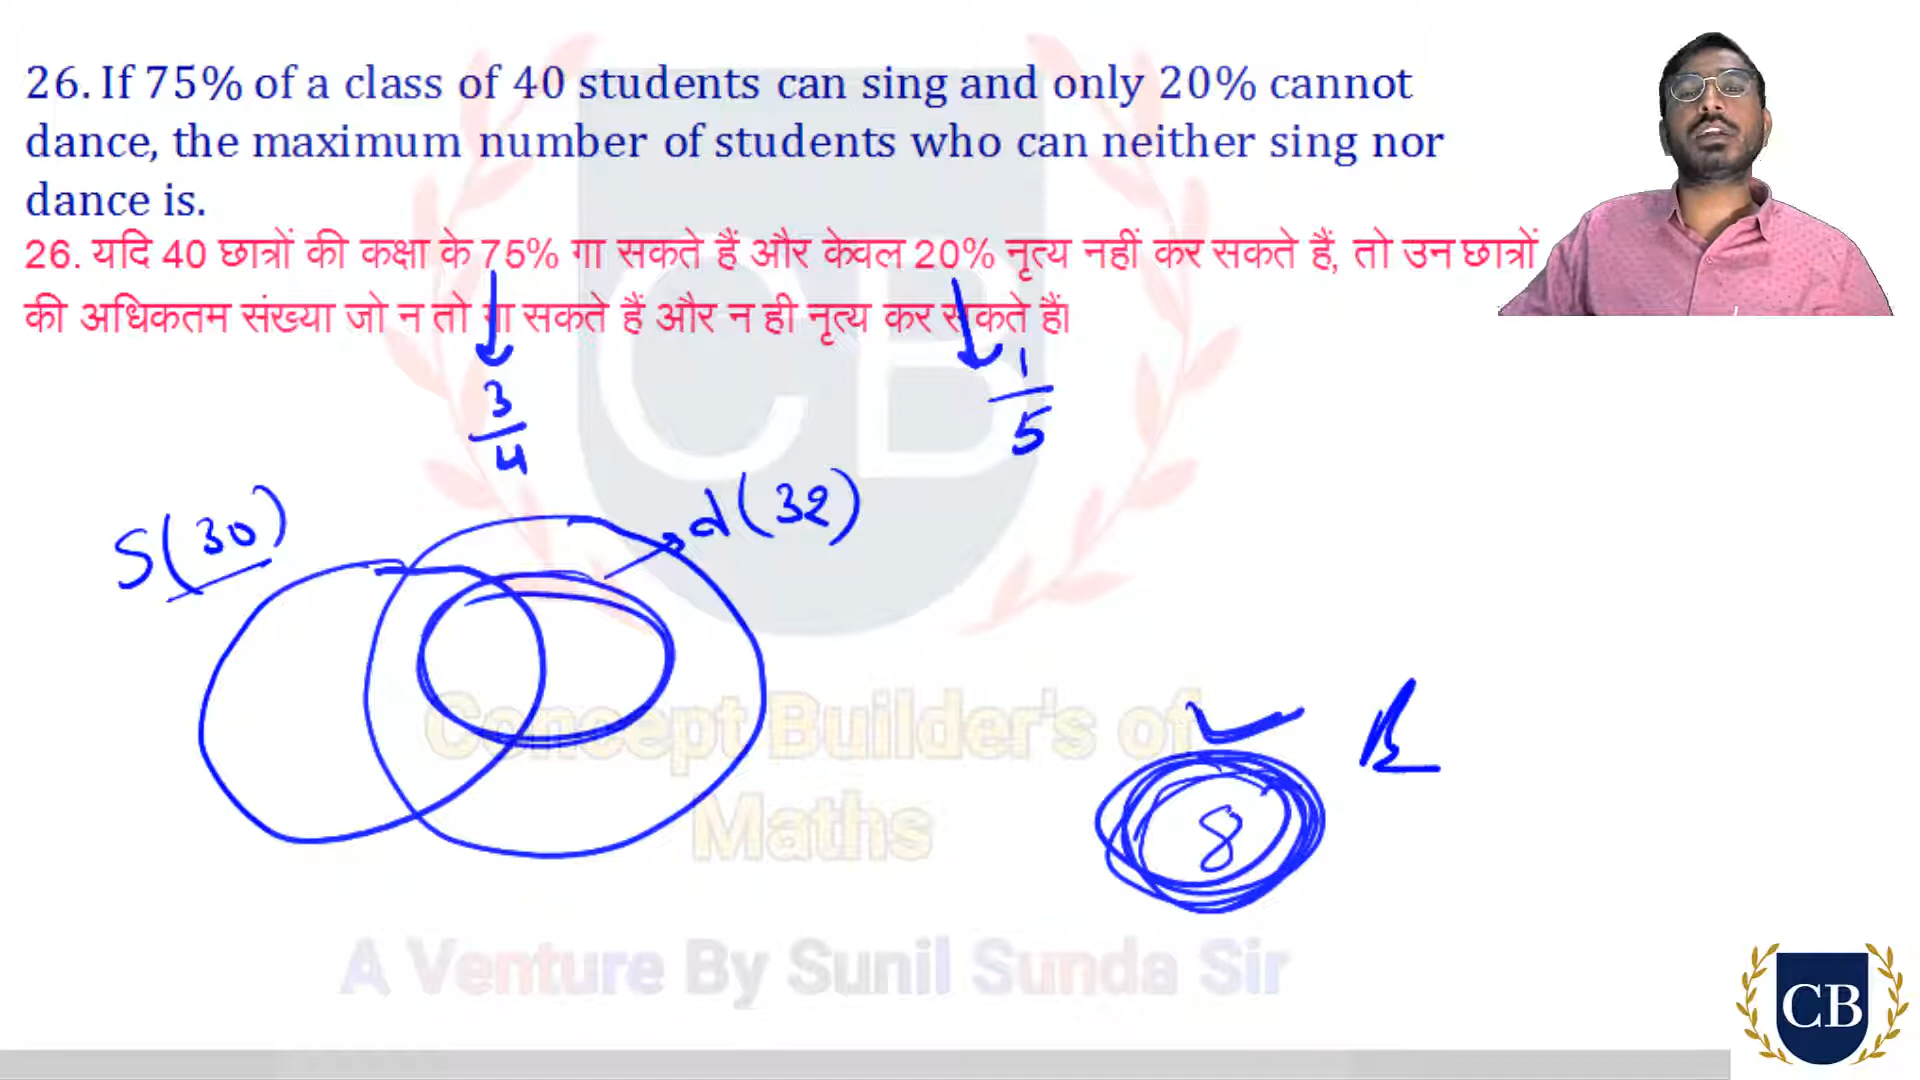 26. If 75% of a class of 40 students can sing and only 20% cannot
dance, the maximum number of students who can neither sing nor
dance is.
26. यदि 40 छात्रों की कक्षा के 75% गा सकते हैं और केवल 20% नृत्य नहीं कर सकते हैं, तो उन छात्रों
की अधिकतम संख्या जो न तो गा सकते हैं और न ही नृत्य कर सकते हैं।
3
4
1
5
S(30)
d(32)
8
CB
Concept Builder's of
Maths
A Venture By Sunil Sunda Sir
CB